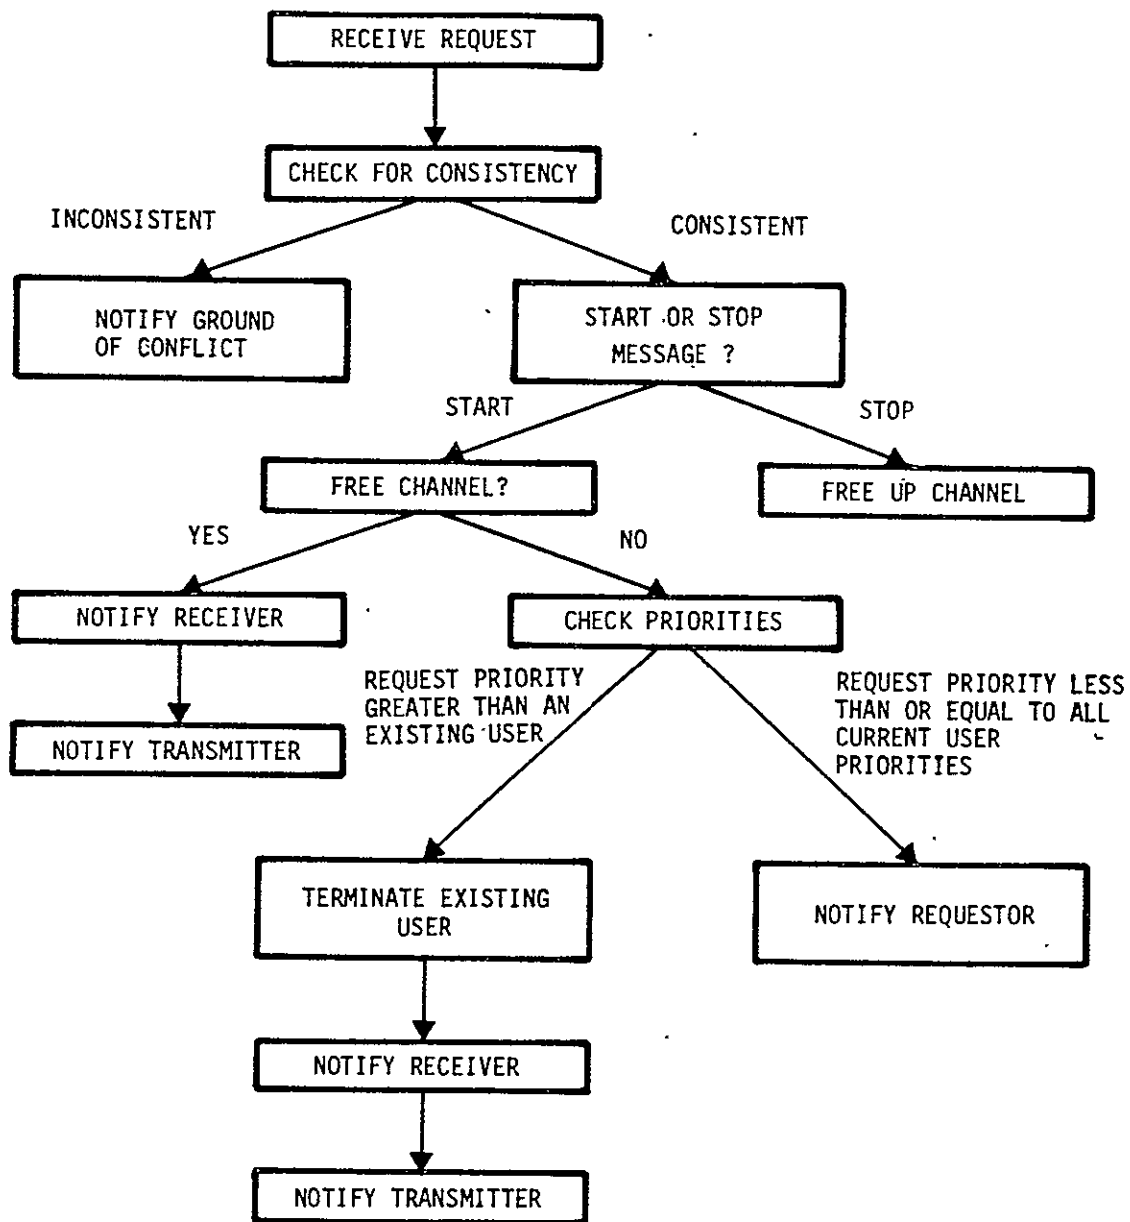 RECEIVE REQUEST
CHECK FOR CONSISTENCY
INCONSISTENT
CONSISTENT
NOTIFY GROUND
OF CONFLICT
START OR STOP
MESSAGE ?
START
STOP
FREE CHANNEL?
FREE UP CHANNEL
YES
NO
NOTIFY RECEIVER
CHECK PRIORITIES
NOTIFY TRANSMITTER
REQUEST PRIORITY
GREATER THAN AN
EXISTING USER
REQUEST PRIORITY LESS
THAN OR EQUAL TO ALL
CURRENT USER
PRIORITIES
TERMINATE EXISTING
USER
NOTIFY REQUESTOR
NOTIFY RECEIVER
NOTIFY TRANSMITTER